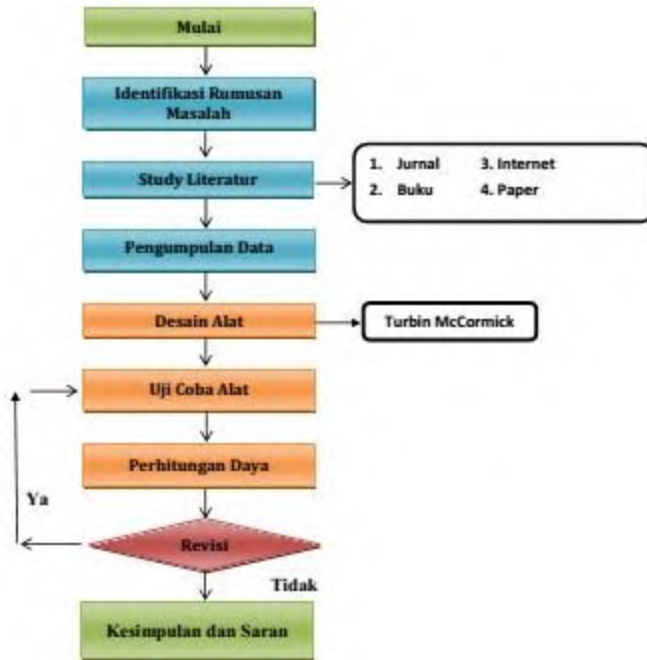 Mulai
Identifikasi Rumusan
Masalah
Study Literatur
1. Jurnal 3. Internet
2. Buku 4. Paper
Pengumpulan Data
Desain Alat
Turbin McCormick
Uji Coba Alat
Perhitungan Daya
Ya
Revisi
Tidak
Kesimpulan dan Saran